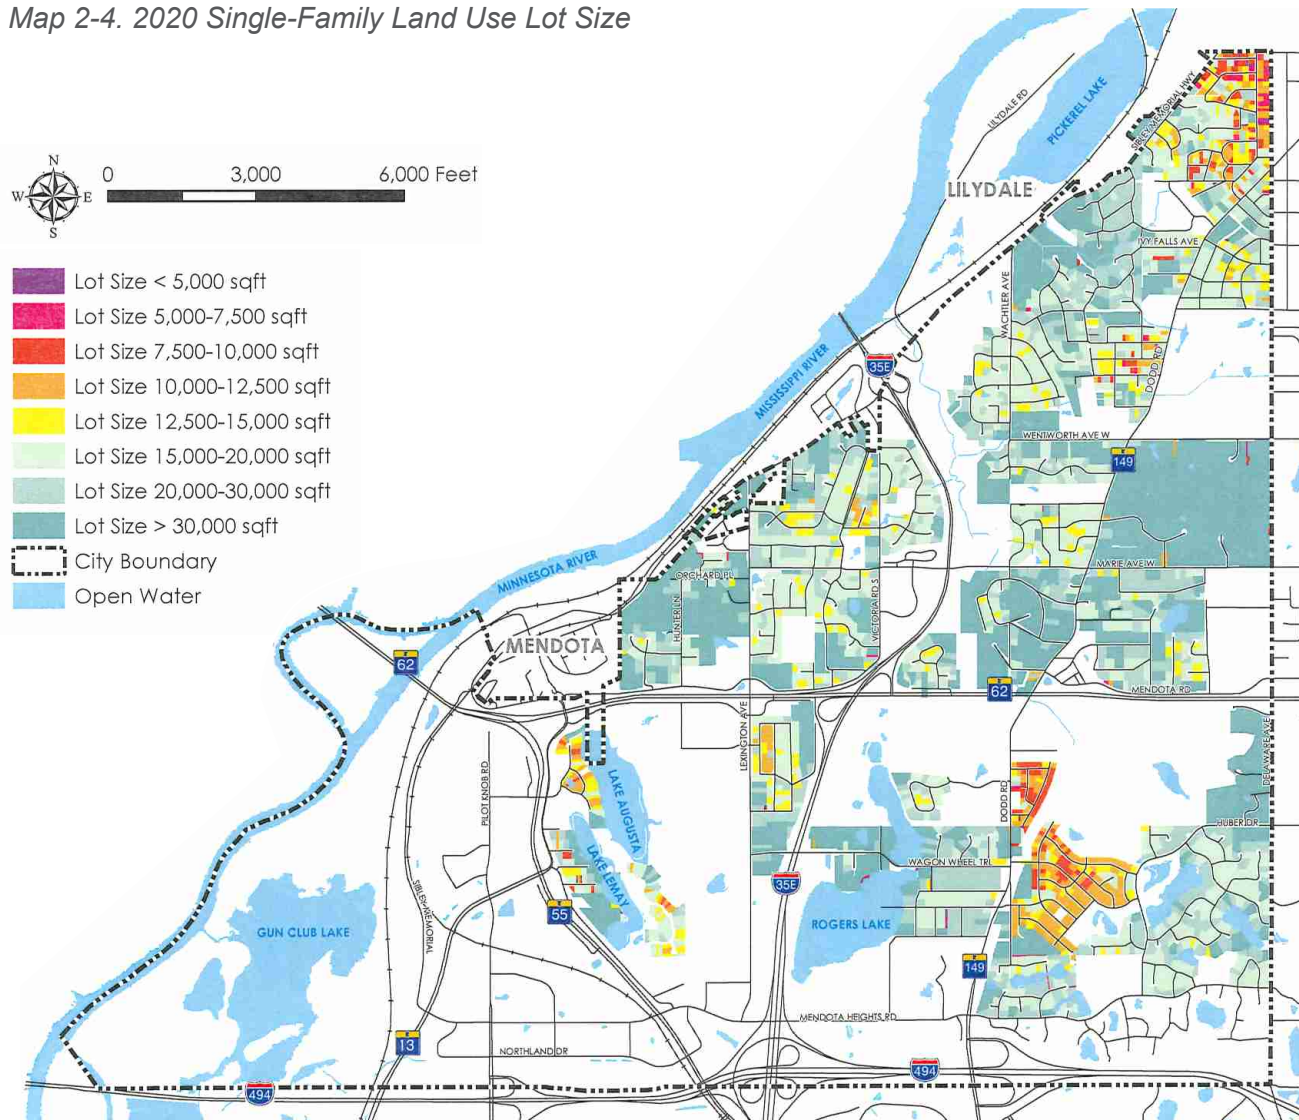 Map 2-4. 2020 Single-Family Land Use Lot Size
N
W E
S
0 3,000 6,000 Feet
Lot Size < 5,000 sqft
Lot Size 5,000-7,500 sqft
Lot Size 7,500-10,000 sqft
Lot Size 10,000-12,500 sqft
Lot Size 12,500-15,000 sqft
Lot Size 15,000-20,000 sqft
Lot Size 20,000-30,000 sqft
Lot Size > 30,000 sqft
City Boundary
Open Water
LILYDALE RD
PICKEREL LAKE
SIBLEY MEMORIAL HWY
LILYDALE
IVY FALLS AVE
WACHTLER AVE
MISSISSIPPI RIVER
35E
DODD RD
WENTWORTH AVE W
149
MINNESOTA RIVER
ORCHARD PL
MARIE AVE W
HUNTER LN
VICTORIA RD S
MENDOTA
62
62
MENDOTA RD
LEXINGTON AVE
DELAWARE AVE
PILOT KNOB RD
LAKE AUGUSTA
DODD RD
HUBER DR
LAKE LEMAY
WAGON WHEEL TRL
35E
SIBLEY MEMORIAL
55
ROGERS LAKE
GUN CLUB LAKE
149
MENDOTA HEIGHTS RD
13
NORTHLAND DR
494
494